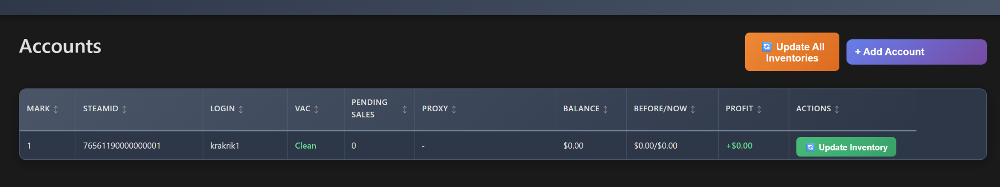 Accounts
Update All
Inventories
+ Add Account
MARK
STEAMID
LOGIN
VAC
PENDING
SALES
PROXY
BALANCE
BEFORE/NOW
PROFIT
ACTIONS
1
76561190000000001
krakrik1
Clean
0
-
$0.00
$0.00/$0.00
+$0.00
Update Inventory